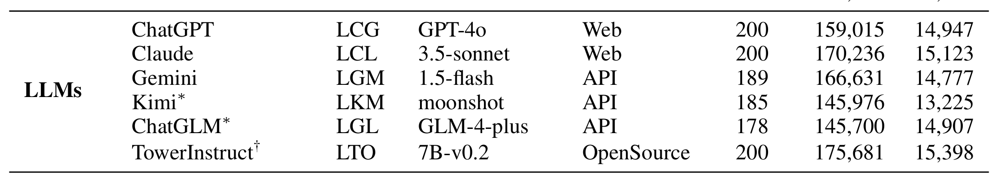 ChatGPT LCG GPT-4o Web 200 159,015 14,947
Claude LCL 3.5-sonnet Web 200 170,236 15,123
Gemini LGM 1.5-flash API 189 166,631 14,777
LLMs
Kimi* LKM moonshot API 185 145,976 13,225
ChatGLM* LGL GLM-4-plus API 178 145,700 14,907
TowerInstruct† LTO 7B-v0.2 OpenSource 200 175,681 15,398